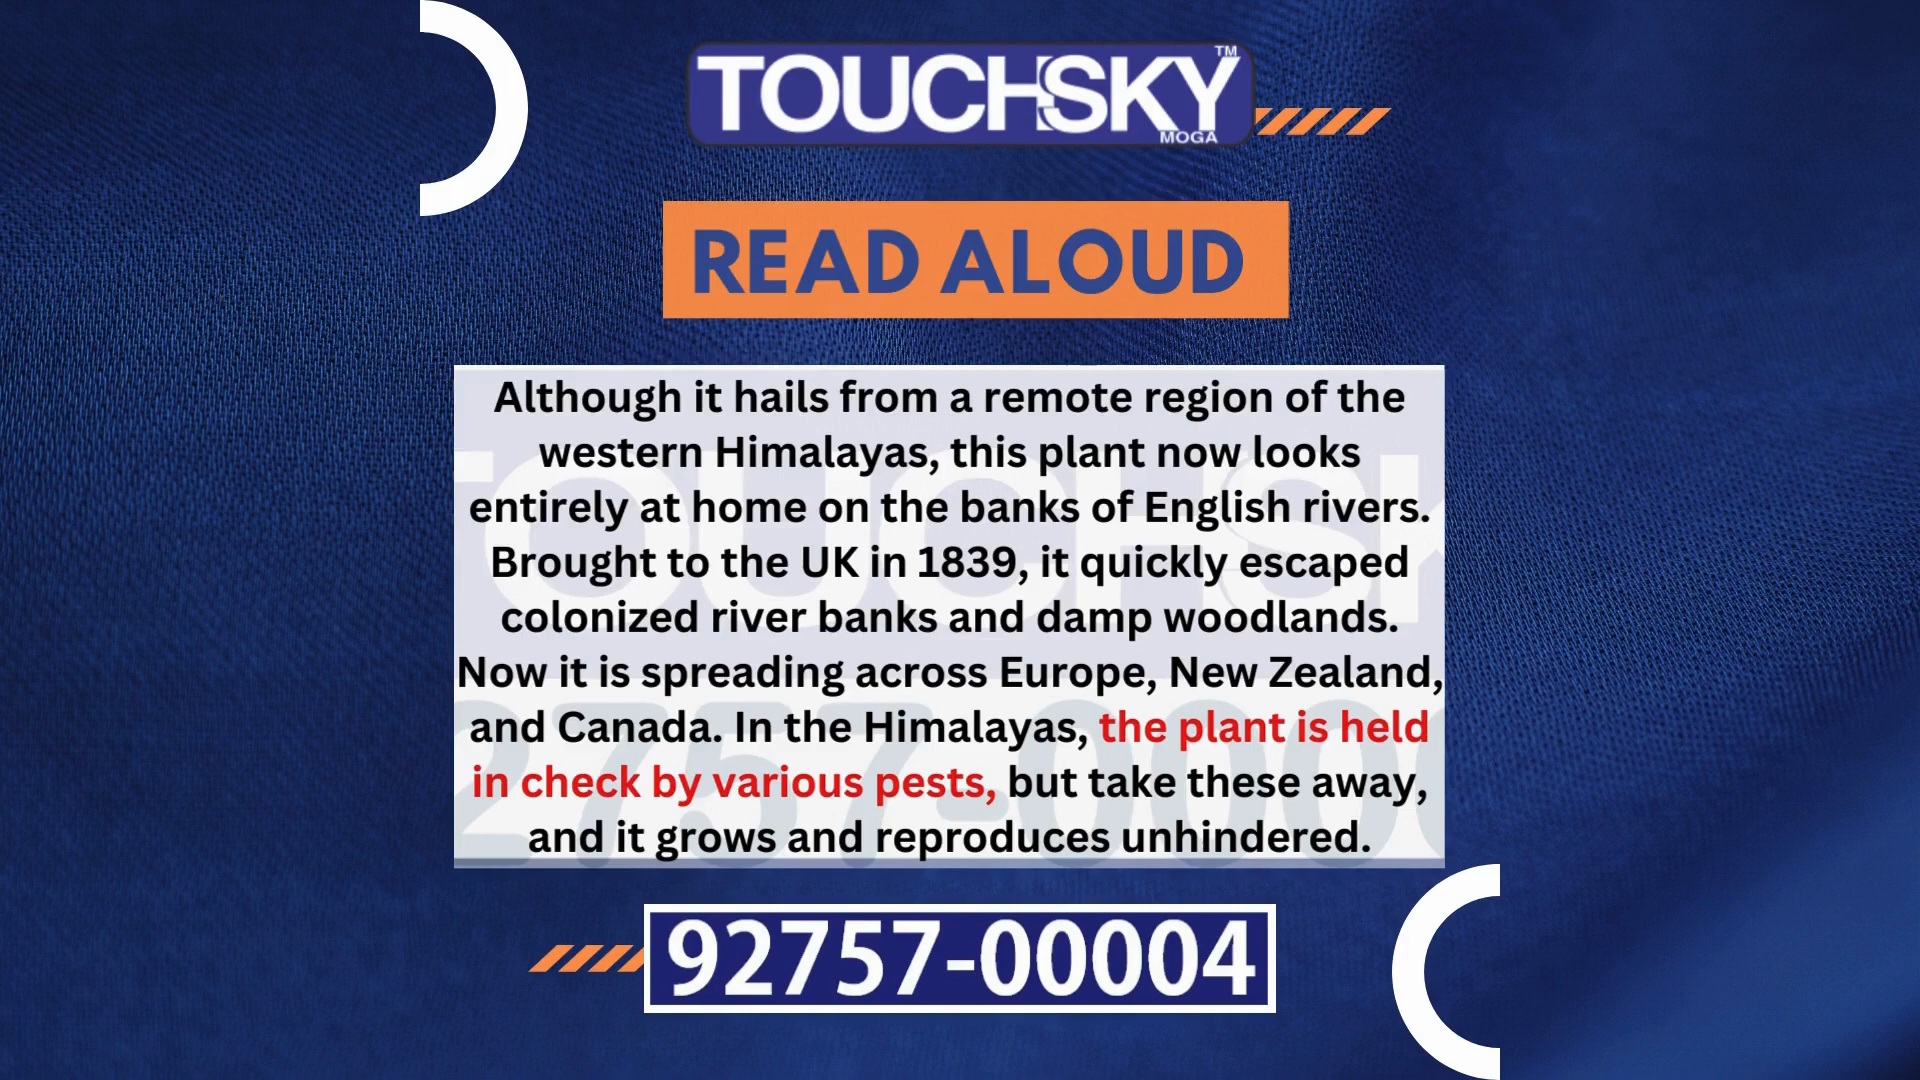 TOUCHSKY
TM
MOGA
READ ALOUD
Although it hails from a remote region of the
western Himalayas, this plant now looks
entirely at home on the banks of English rivers.
Brought to the UK in 1839, it quickly escaped
colonized river banks and damp woodlands.
Now it is spreading across Europe, New Zealand,
and Canada. In the Himalayas, the plant is held
in check by various pests, but take these away,
and it grows and reproduces unhindered.
92757-00004